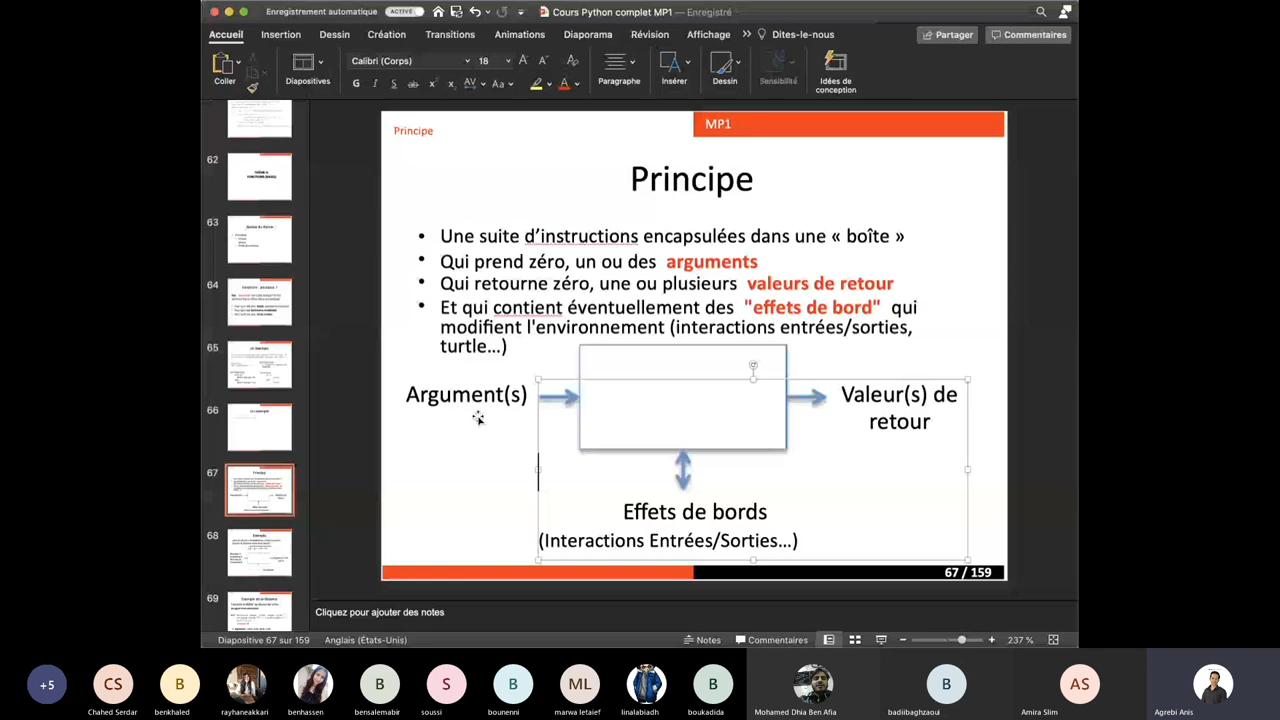 Enregistrement automatique ACTIVÉ Cours Python complet MP1 – Enregistré
Accueil Insertion Dessin Création Transitions Animations Diaporama Révision Affichage Dites-le-nous Partager Commentaires
Calibri (Corps) 18
Coller Diapositives Paragraphe Insérer Dessin Sensibilité Idées de conception
G I S ab Aa A
62
63
64
65
66
67
68
69
Principe
MP1
Principe
• Une suite d'instructions encapsulées dans une « boîte »
• Qui prend zéro, un ou des arguments
• Qui retourne zéro, une ou plusieurs valeurs de retour
• Et qui contient éventuellement des "effets de bord" qui
modifient l'environnement (interactions entrées/sorties,
turtle...)
Argument(s)
Valeur(s) de
retour
Effets de bords
(Interactions Entrées/Sorties...)
67 / 159
Cliquez pour ajouter des notes
Diapositive 67 sur 159 Anglais (États-Unis) Notes Commentaires 237 %
+5 CS B B S B ML B B AS
Chahed Serdar benkhaled rayhaneakkari benhassen bensalemabir soussi bounenni marwa letaief linalabiadh boukadida Mohamed Dhia Ben Afia badiibaghzaoui Amira Slim Agrebi Anis